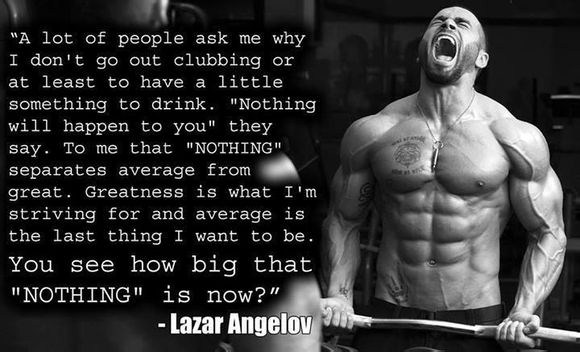 “A lot of people ask me why
I don't go out clubbing or
at least to have a little
something to drink. "Nothing
will happen to you" they
say. To me that "NOTHING"
separates average from
great. Greatness is what I'm
striving for and average is
the last thing I want to be.
You see how big that
"NOTHING" is now?”
- Lazar Angelov